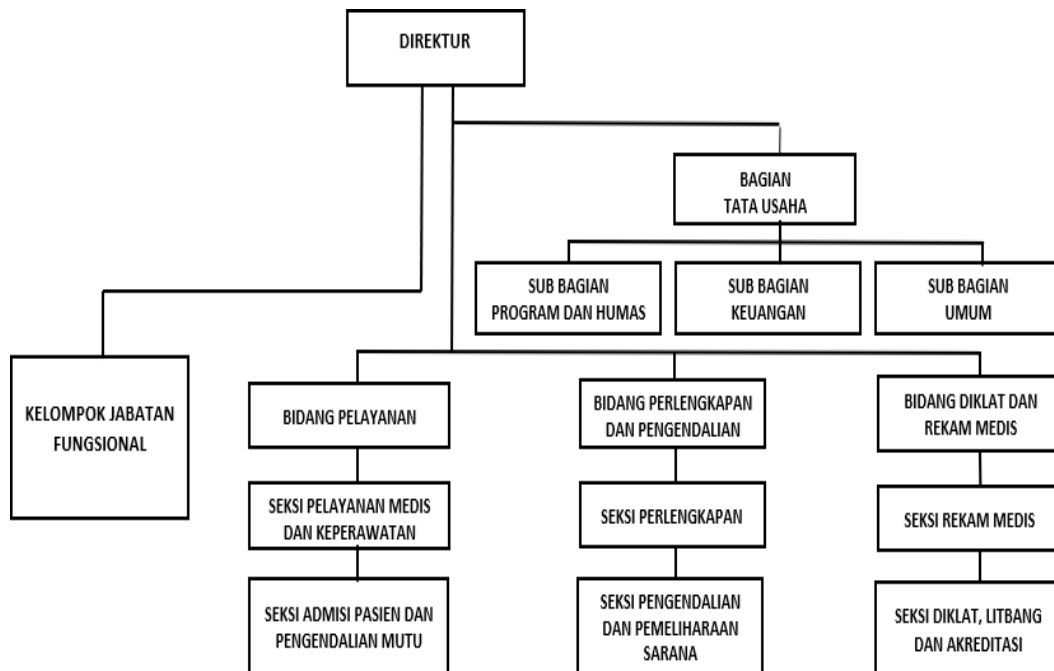 DIREKTUR
BAGIAN
TATA USAHA
SUB BAGIAN
PROGRAM DAN HUMAS
SUB BAGIAN
KEUANGAN
SUB BAGIAN
UMUM
KELOMPOK JABATAN
FUNGSIONAL
BIDANG PELAYANAN
BIDANG PERLENGKAPAN
DAN PENGENDALIAN
BIDANG DIKLAT DAN
REKAM MEDIS
SEKSI PELAYANAN MEDIS
DAN KEPERAWATAN
SEKSI PERLENGKAPAN
SEKSI REKAM MEDIS
SEKSI ADMISI PASIEN DAN
PENGENDALIAN MUTU
SEKSI PENGENDALIAN
DAN PEMELIHARAAN
SARANA
SEKSI DIKLAT, LITBANG
DAN AKREDITASI